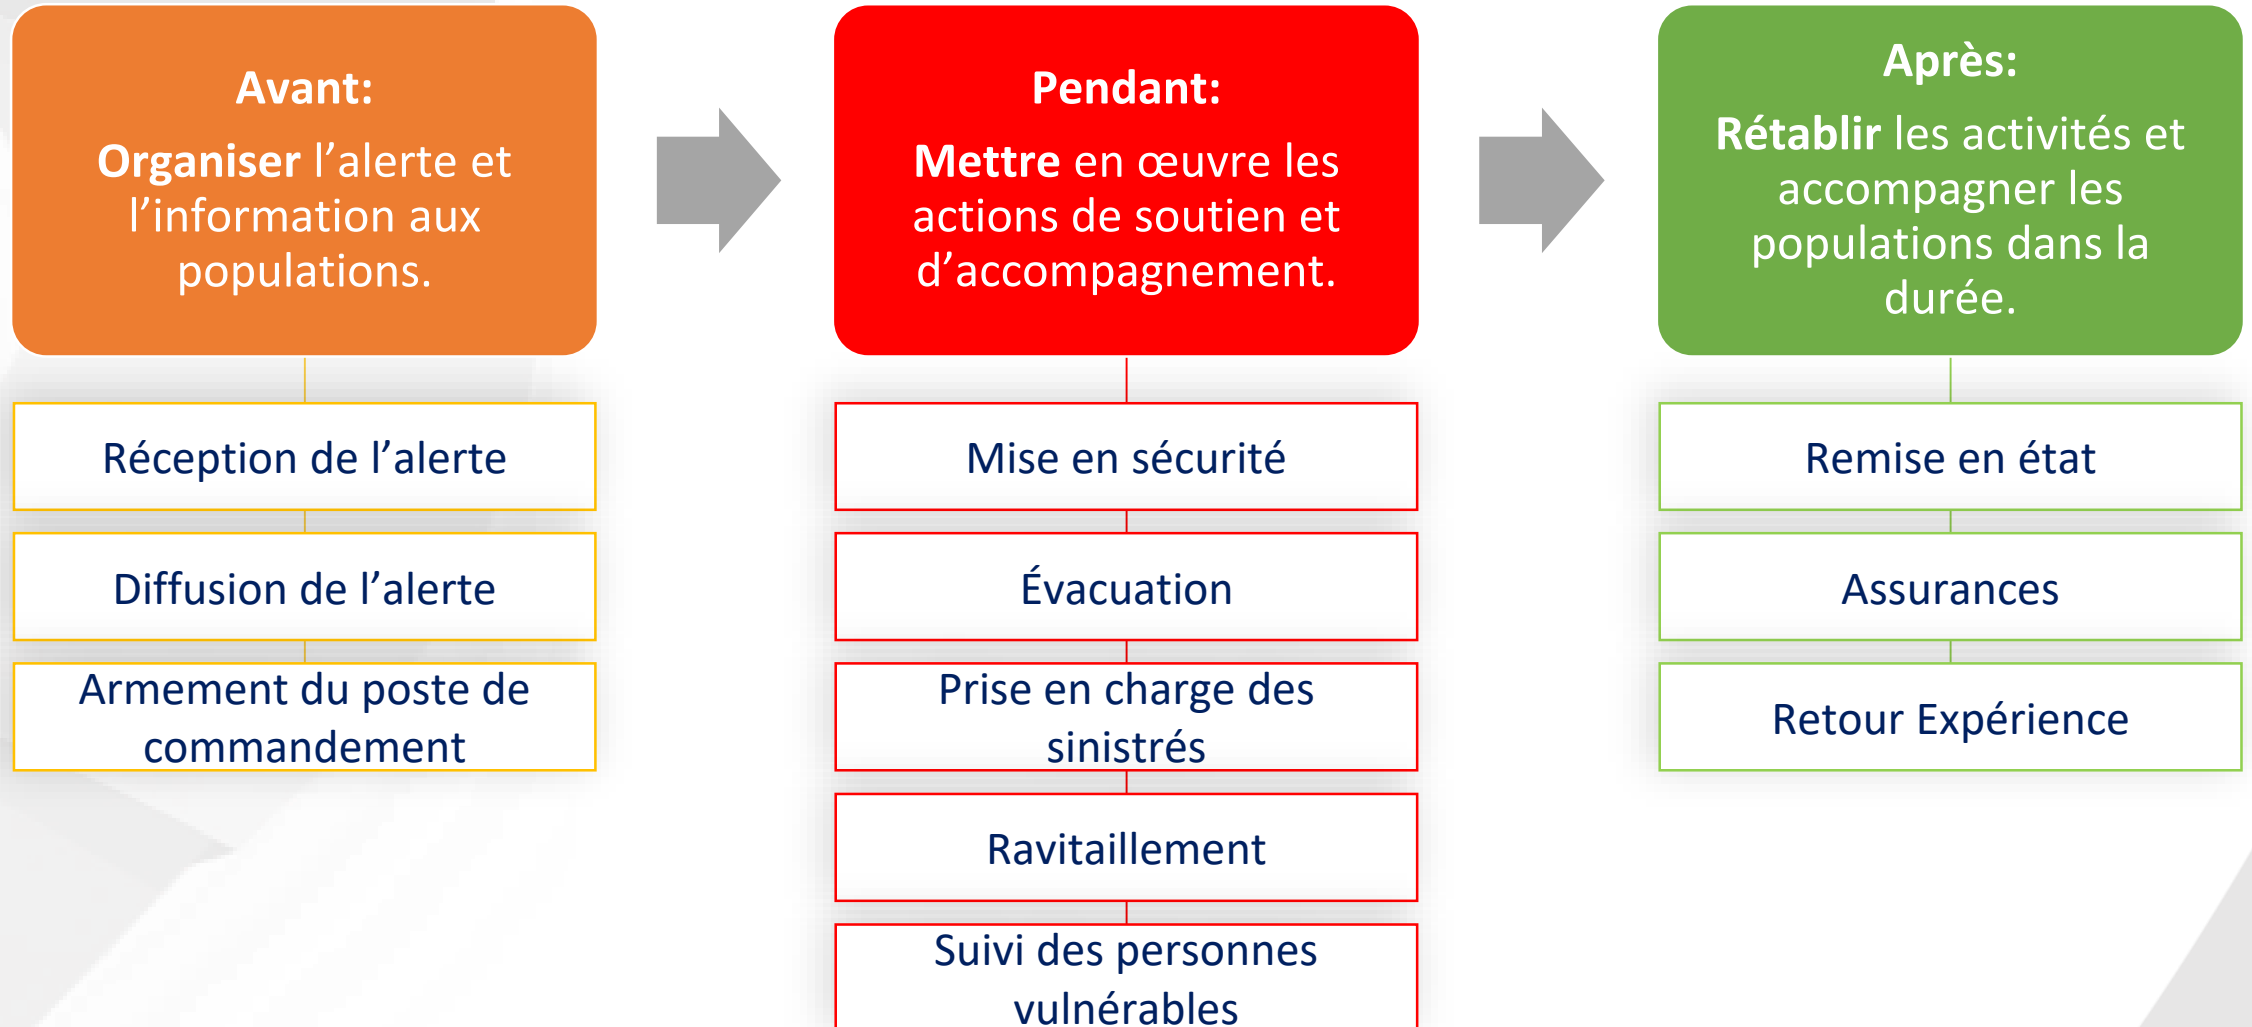 Avant:
Organiser l’alerte et
l’information aux
populations.
Réception de l’alerte
Diffusion de l’alerte
Armement du poste de
commandement
Pendant:
Mettre en œuvre les
actions de soutien et
d’accompagnement.
Mise en sécurité
Évacuation
Prise en charge des
sinistrés
Ravitaillement
Suivi des personnes
vulnérables
Après:
Rétablir les activités et
accompagner les
populations dans la
durée.
Remise en état
Assurances
Retour Expérience